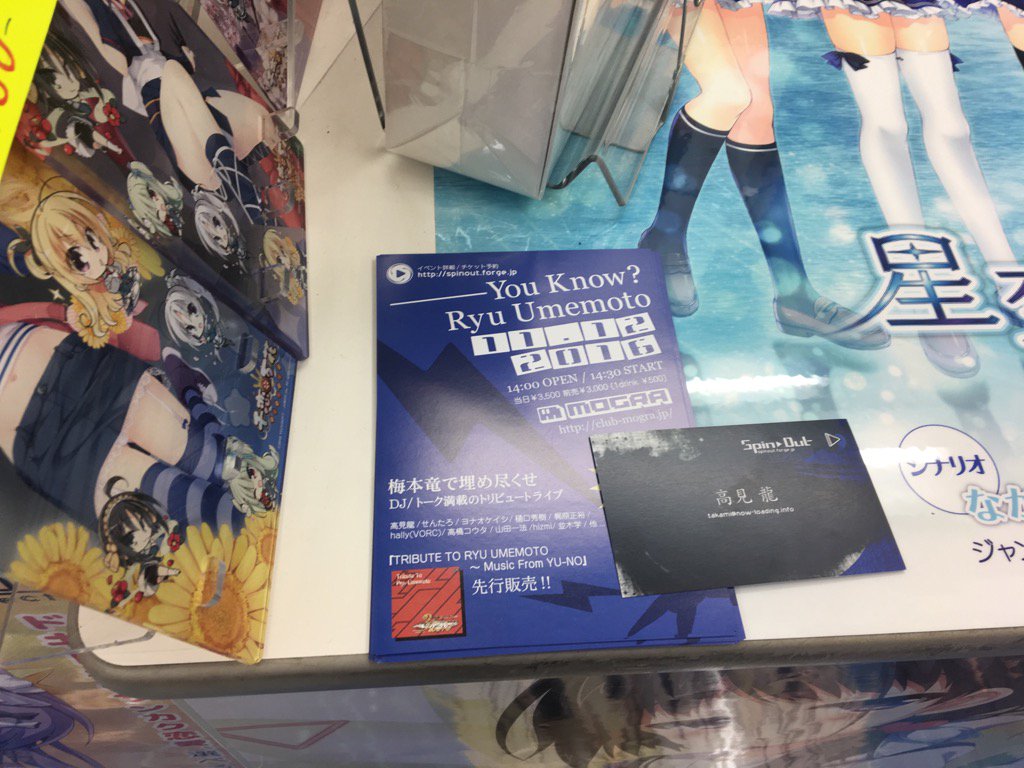 イベント詳細 / チケット予約
http://spinout.forge.jp
You Know?
Ryu Umemoto
11.12
2016
14:00 OPEN / 14:30 START
当日¥3,500 前売¥3,000 (1drink ¥500)
MOGRA
http://club-mogra.jp/
梅本竜で埋め尽くせ
DJ/トーク満載のトリビュートライブ
高見龍 / せんたろ / ヨナオケイシ / 樋口秀樹 / 梶原正裕 /
hally(VORC) / 高橋コウタ / 山田一法 / hizmi / 並木学 / 他
『TRIBUTE TO RYU UMEMOTO
～ Music From YU-NO』
先行販売!!
Tribute To
Ryu Umemoto
Spin Out
spinout.forge.jp
高見 龍
takami@now-loading.info
星
シナリオ
な
ジャン